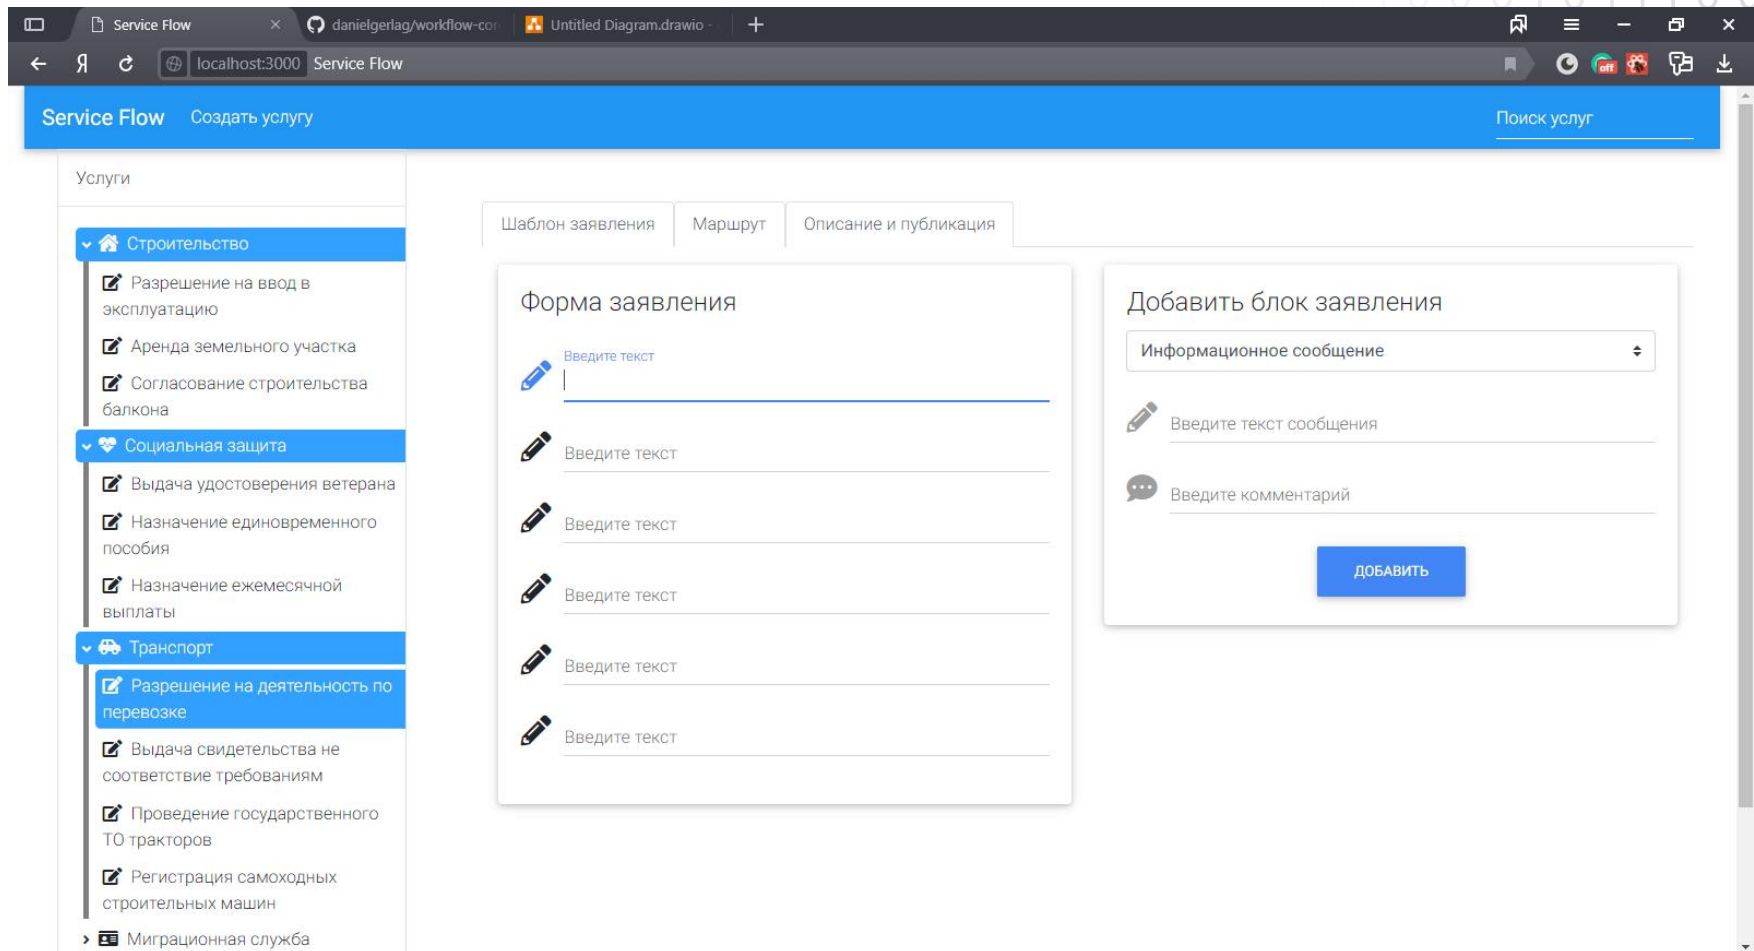 Service Flow
danielgerlag/workflow-con
Untitled Diagram.drawio -
localhost:3000 Service Flow
off
Service Flow Создать услугу
Поиск услуг
Услуги
Шаблон заявления
Маршрут
Описание и публикация
Строительство
Разрешение на ввод в
эксплуатацию
Аренда земельного участка
Согласование строительства
балкона
Социальная защита
Выдача удостоверения ветерана
Назначение единовременного
пособия
Назначение ежемесячной
выплаты
Транспорт
Разрешение на деятельность по
перевозке
Выдача свидетельства не
соответствие требованиям
Проведение государственного
ТО тракторов
Регистрация самоходных
строительных машин
Миграционная служба
Форма заявления
Введите текст
Введите текст
Введите текст
Введите текст
Введите текст
Введите текст
Добавить блок заявления
Информационное сообщение
Введите текст сообщения
Введите комментарий
ДОБАВИТЬ